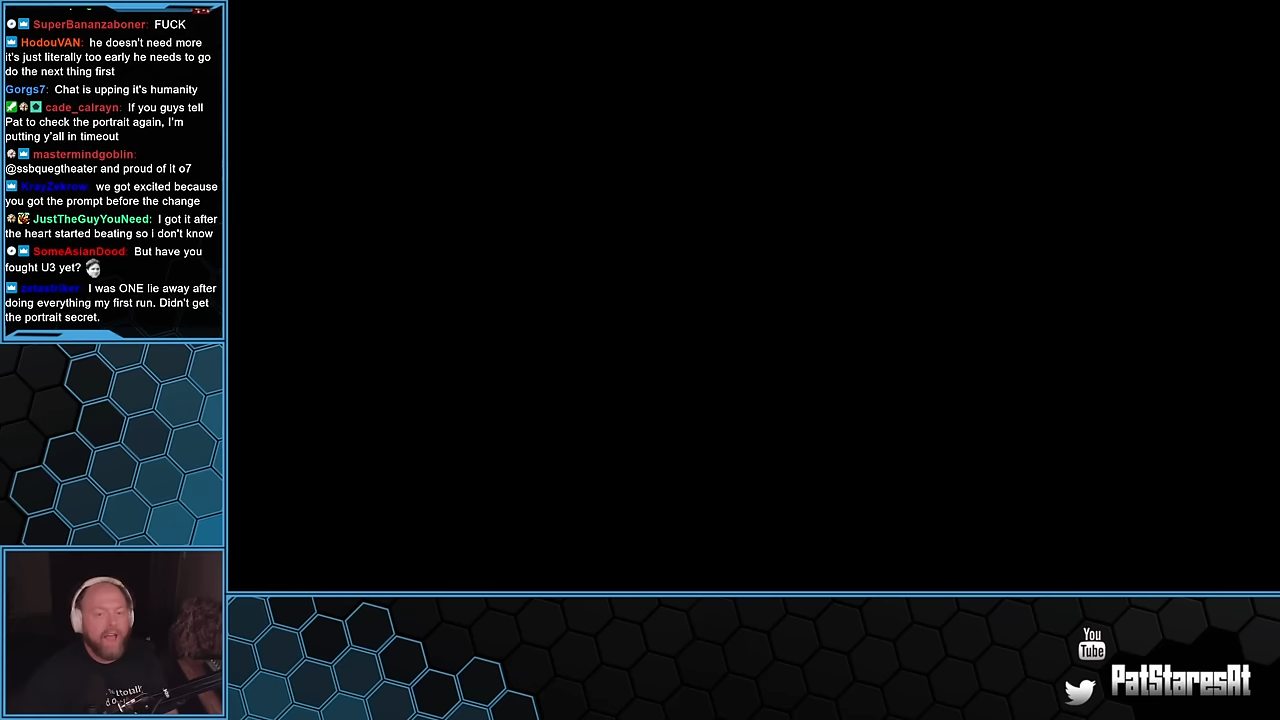 SuperBananzaboner: FUCK
HodouVAN: he doesn't need more
it's just literally too early he needs to go
do the next thing first
Gorgs7: Chat is upping it's humanity
cade_calrayn: If you guys tell
Pat to check the portrait again, I'm
putting y'all in timeout
mastermindgoblin:
@ssbquegtheater and proud of it o7
KrayZekrow: we got excited because
you got the prompt before the change
JustTheGuyYouNeed: I got it after
the heart started beating so I don't know
SomeAsianDood: But have you
fought U3 yet?
I was ONE lie away after
doing everything my first run. Didn't get
the portrait secret.
You
Tube
PatStaresAt